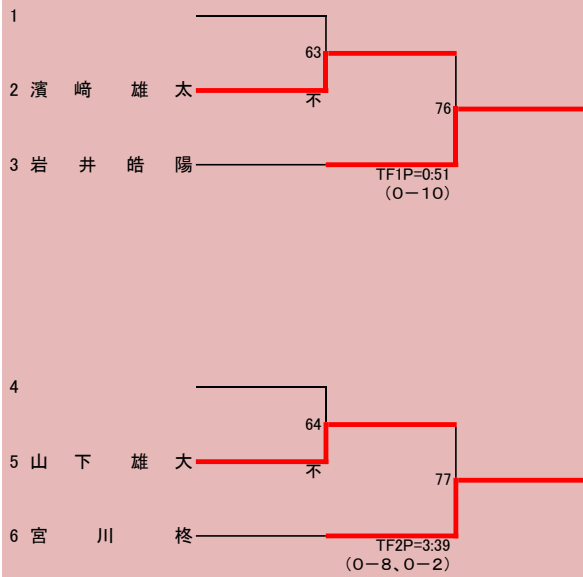 1
63
2 濱 﨑 雄 太
不
76
3 岩 井 皓 陽
TF1P=0:51
(0-10)
4
64
5 山 下 雄 大
不
77
6 宮 川 柊
TF2P=3:39
(0-8、0-2)